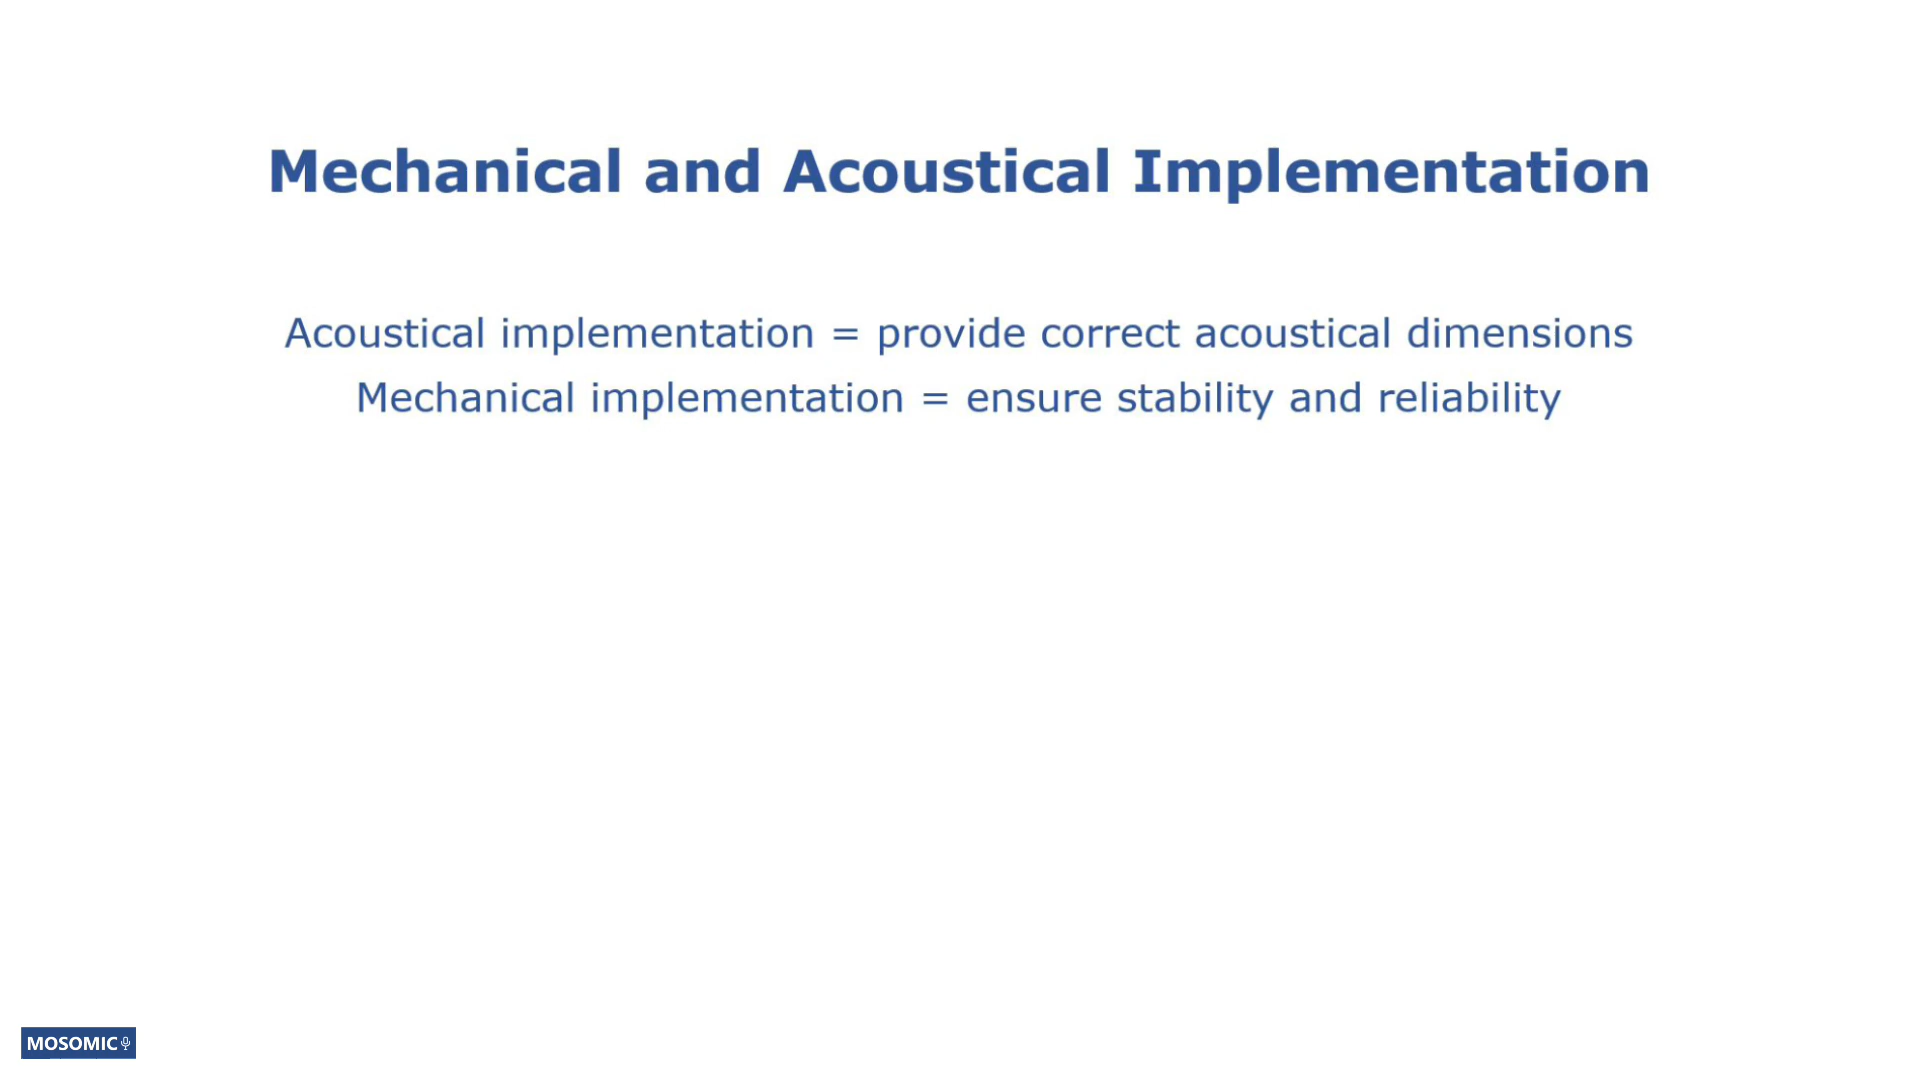 Mechanical and Acoustical Implementation
Acoustical implementation = provide correct acoustical dimensions
Mechanical implementation = ensure stability and reliability
MOSOMIC